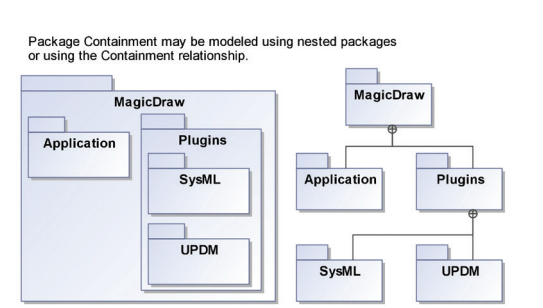 Package Containment may be modeled using nested packages
or using the Containment relationship.
MagicDraw
Application
Plugins
SysML
UPDM
MagicDraw
Application
Plugins
SysML
UPDM